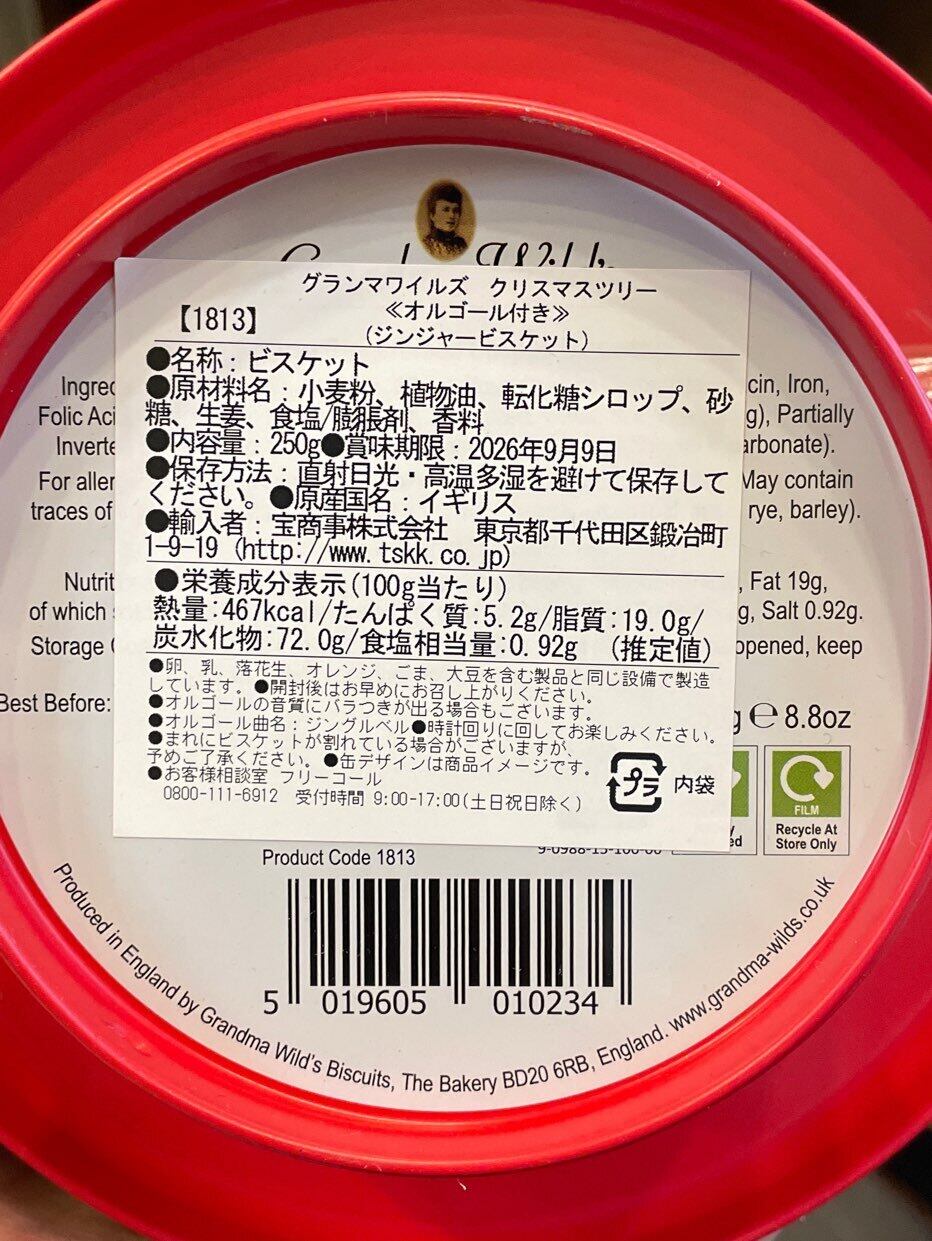 グランマワイルズ クリスマスツリー
【1813】
≪オルゴール付き≫
(ジンジャービスケット)
●名称:ビスケット
●原材料名:小麦粉、植物油、転化糖シロップ、砂
糖、生姜、食塩/膨脹剤、香料
●内容量:250g●賞味期限:2026年9月9日
●保存方法:直射日光・高温多湿を避けて保存して
ください。●原産国名:イギリス
●輸入者:宝商事株式会社 東京都千代田区鍛冶町
1-9-19 (http://www.tskk.co.jp)
●栄養成分表示(100g当たり)
熱量:467kcal/たんぱく質:5.2g/脂質:19.0g/
炭水化物:72.0g/食塩相当量:0.92g (推定値)
●卵、乳、落花生、オレンジ、ごま、大豆を含む製品と同じ設備で製造
しています。●開封後はお早めにお召し上がりください。
●オルゴールの音質にバラつきが出る場合もございます。
●オルゴール曲名:ジングルベル●時計回りに回してお楽しみください。
●まれにビスケットが割れている場合がございますが、
予めご了承ください。●缶デザインは商品イメージです。
●お客様相談室 フリーコール
0800-111-6912 受付時間 9:00-17:00(土日祝日除く)
プラ 内袋
Ingre
Folic Aci
Inverte
For aller
traces of
Nutrit
of which
Storage
Best Before:
cin, Iron,
g), Partially
arbonate).
May contain
rye, barley).
, Fat 19g,
g, Salt 0.92g.
opened, keep
g ℮ 8.8oz
FILM
Recycle At
Store Only
Product Code 1813
5 019605 010234
Produced in England by Grandma Wild's Biscuits, The Bakery BD20 6RB, England. www.grandma-wilds.co.uk